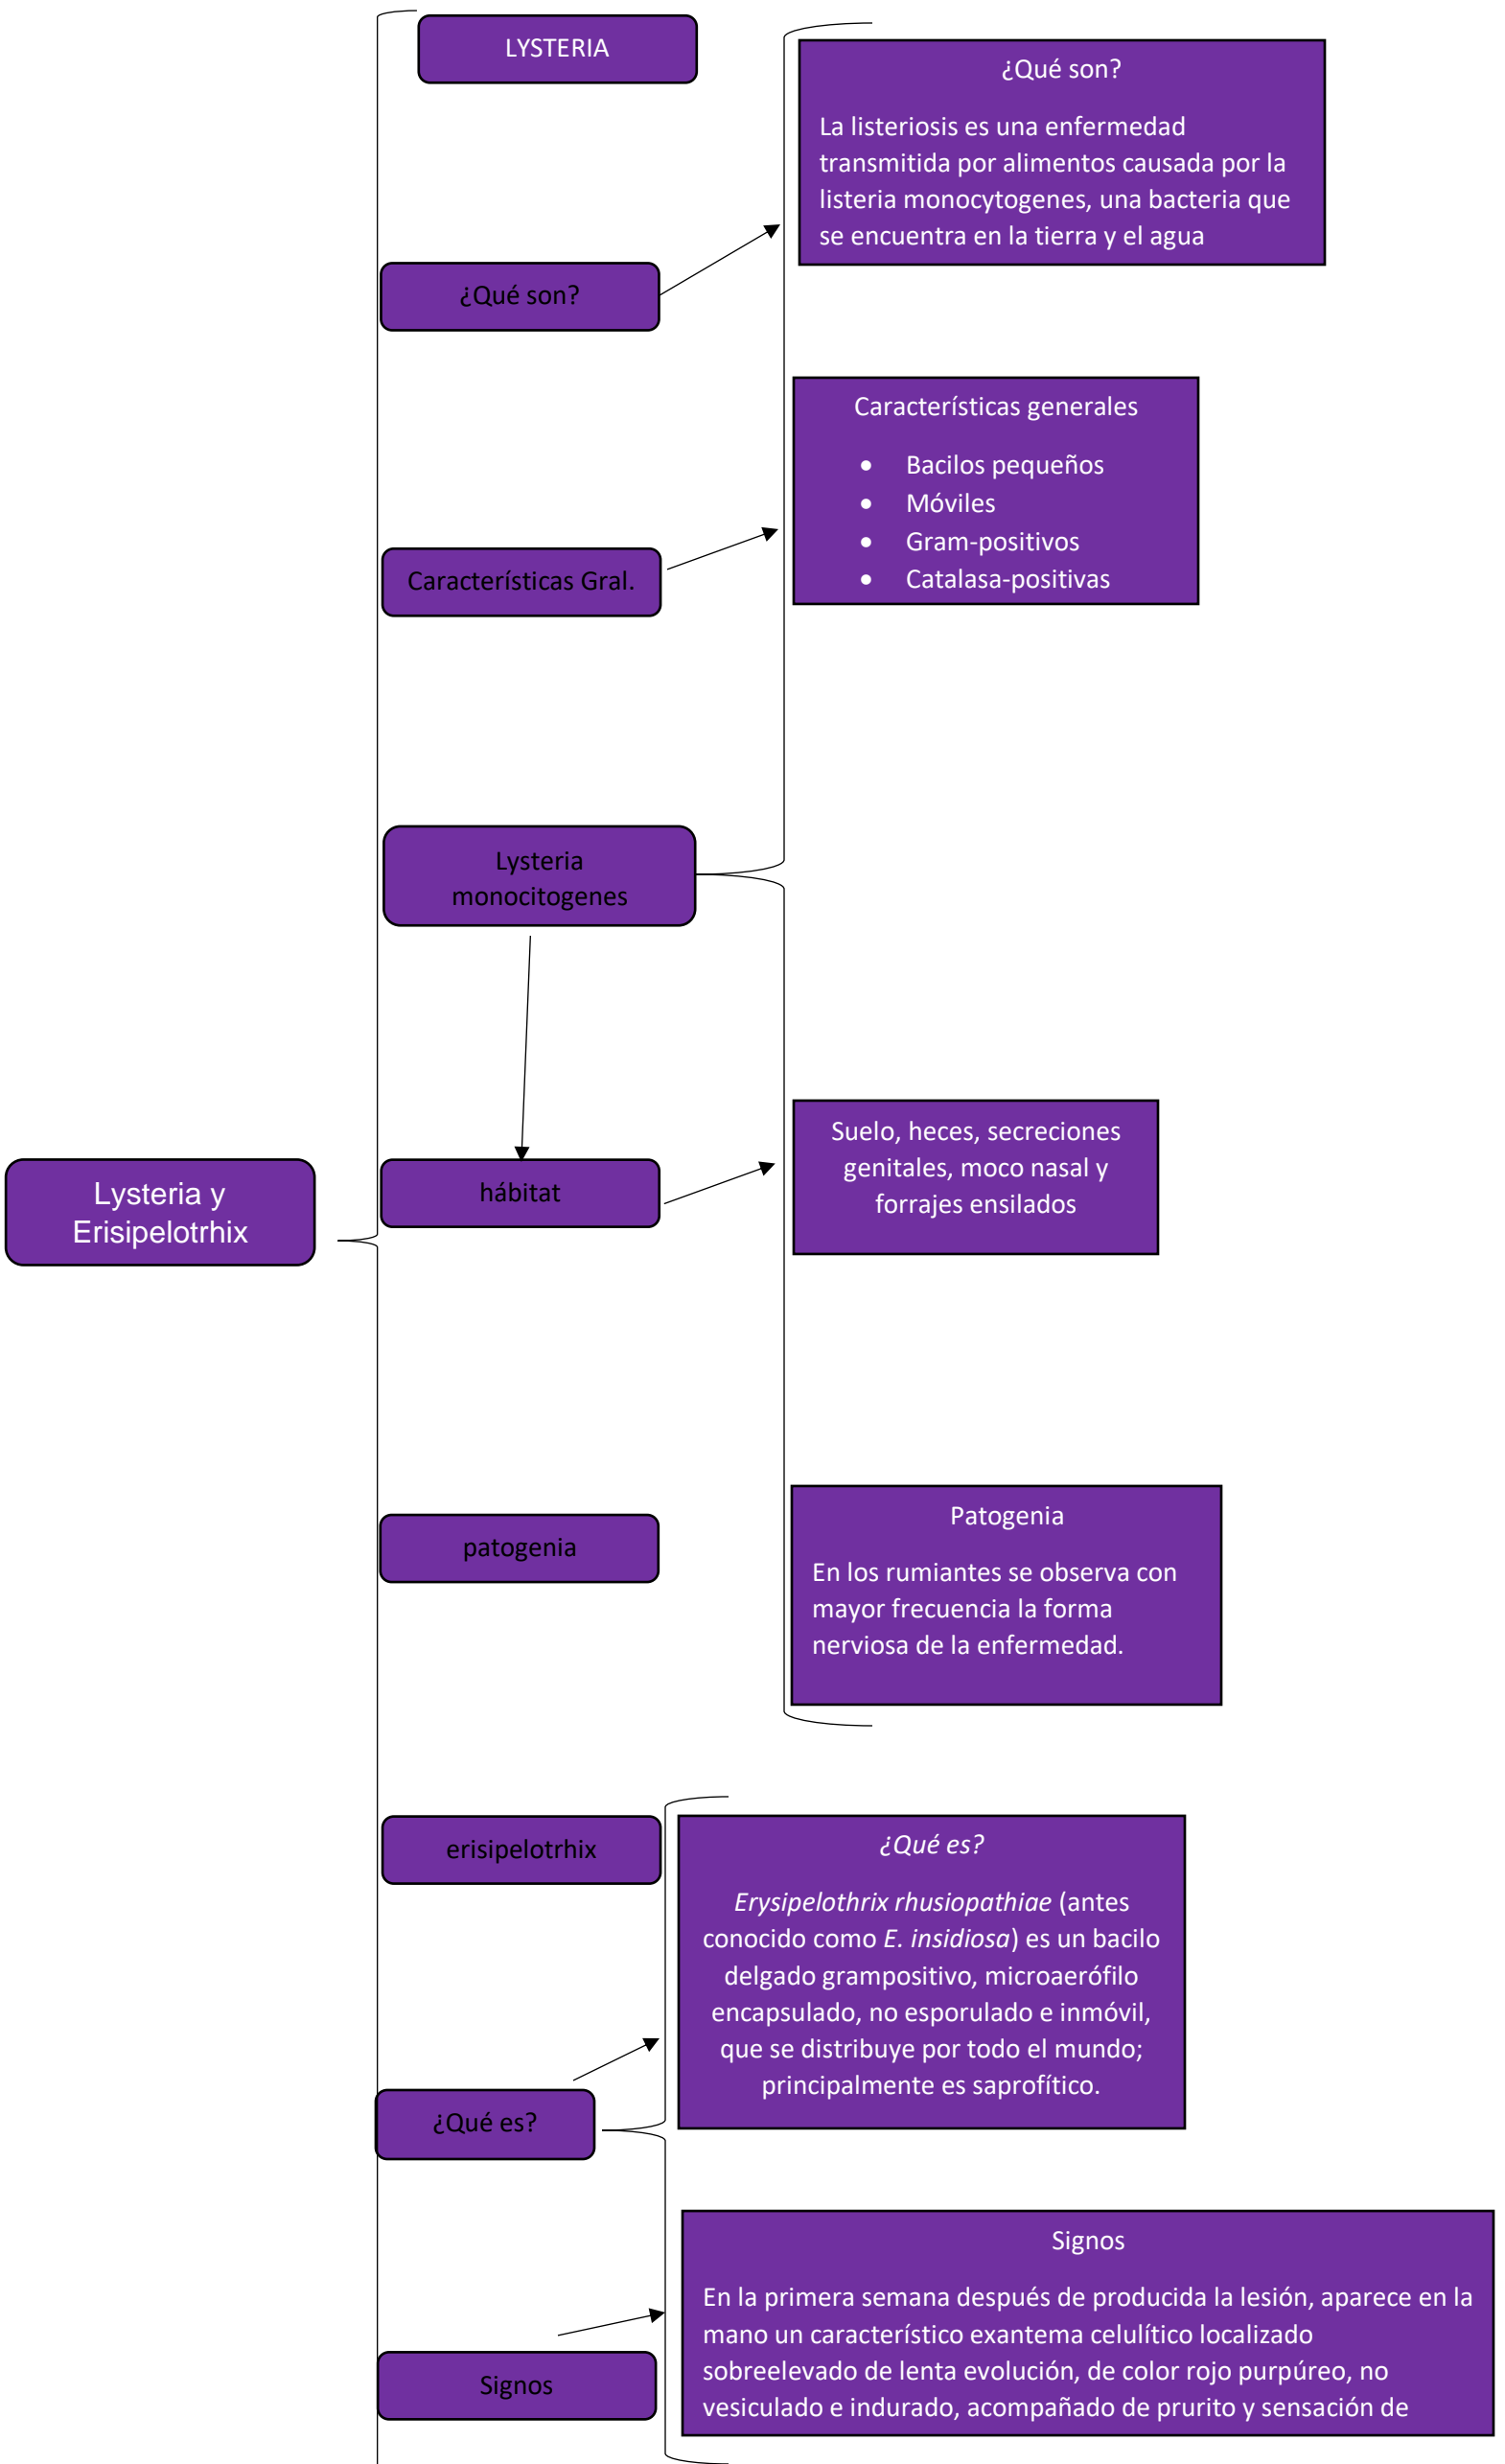 LYSTERIA
¿Qué son?
La listeriosis es una enfermedad
transmitida por alimentos causada por la
listeria monocytogenes, una bacteria que
se encuentra en la tierra y el agua
¿Qué son?
Características generales
• Bacilos pequeños
• Móviles
• Gram-positivos
• Catalasa-positivas
Características Gral.
Lysteria
monocitogenes
Lysteria y
Erisipelotrhix
hábitat
Suelo, heces, secreciones
genitales, moco nasal y
forrajes ensilados
patogenia
Patogenia
En los rumiantes se observa con
mayor frecuencia la forma
nerviosa de la enfermedad.
erisipelotrhix
¿Qué es?
Erysipelothrix rhusiopathiae (antes
conocido como E. insidiosa) es un bacilo
delgado grampositivo, microaerófilo
encapsulado, no esporulado e inmóvil,
que se distribuye por todo el mundo;
principalmente es saprofítico.
¿Qué es?
Signos
En la primera semana después de producida la lesión, aparece en la
mano un característico exantema celulítico localizado
sobreelevado de lenta evolución, de color rojo purpúreo, no
vesiculado e indurado, acompañado de prurito y sensación de
Signos